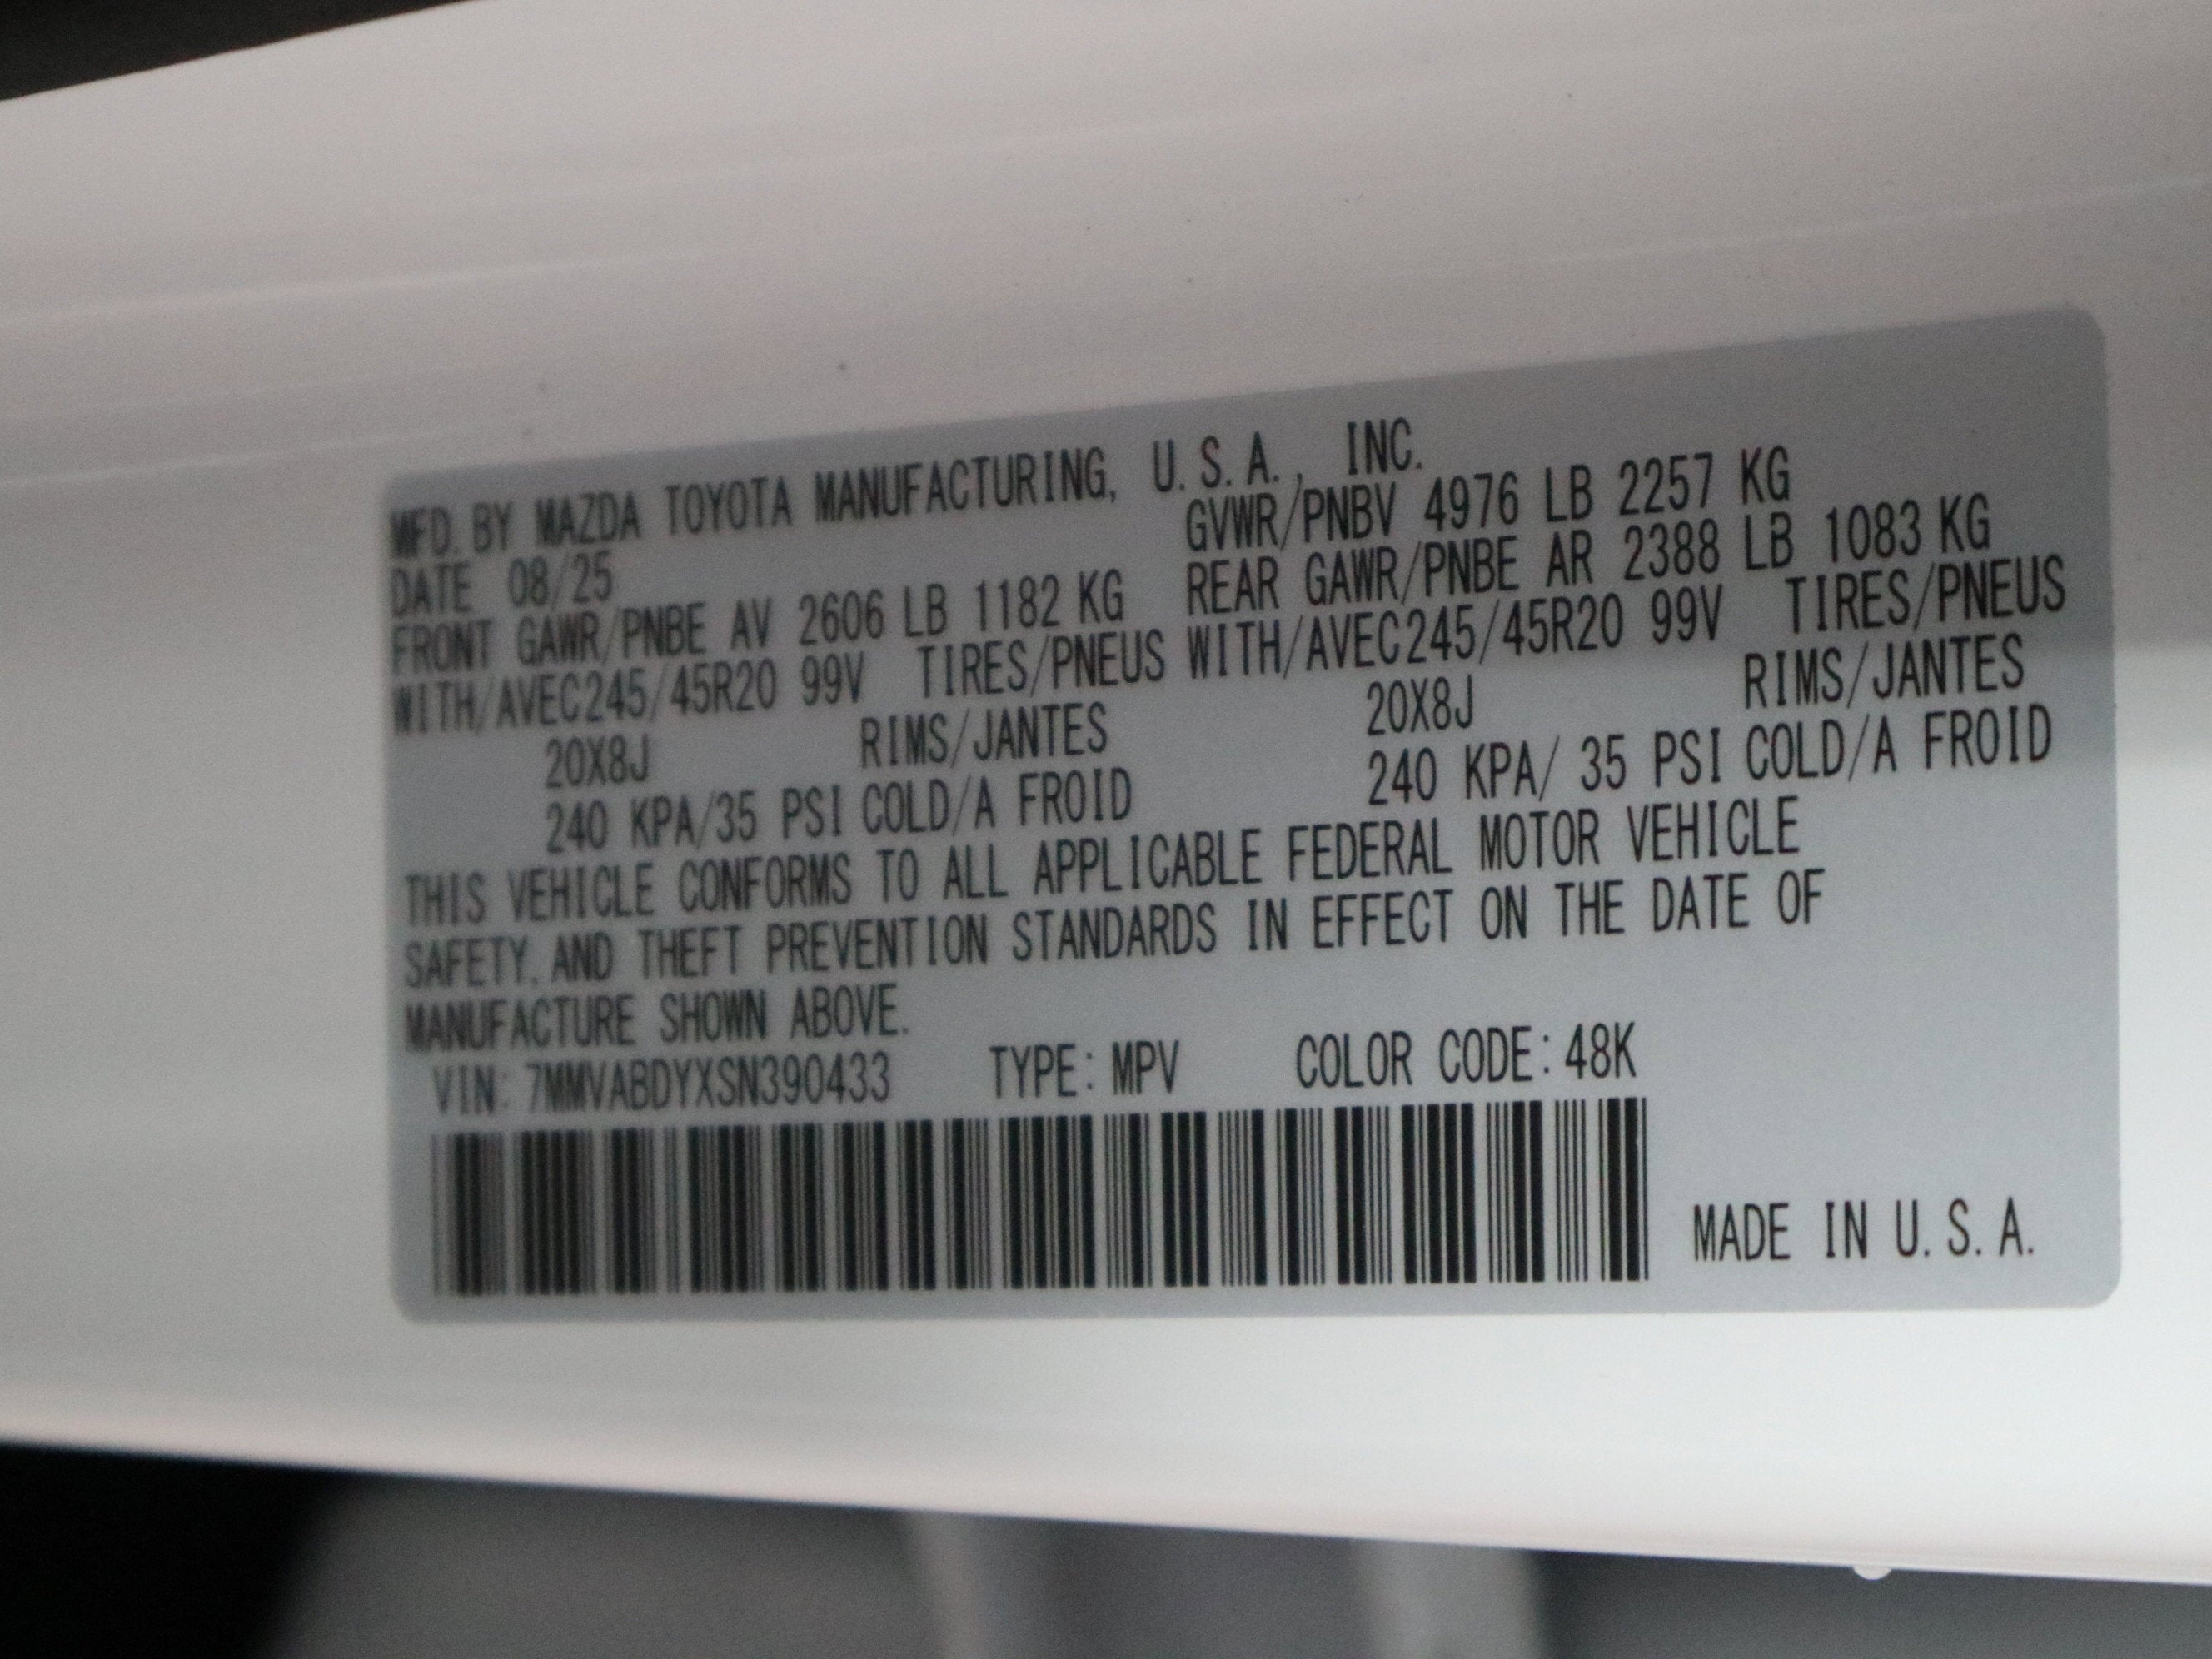 MFD. BY MAZDA TOYOTA MANUFACTURING, U.S.A., INC.
DATE 08/25 GVWR/PNBV 4976 LB 2257 KG
FRONT GAWR/PNBE AV 2606 LB 1182 KG REAR GAWR/PNBE AR 2388 LB 1083 KG
WITH/AVEC245/45R20 99V TIRES/PNEUS WITH/AVEC245/45R20 99V TIRES/PNEUS
20X8J RIMS/JANTES 20X8J RIMS/JANTES
240 KPA/35 PSI COLD/A FROID 240 KPA/ 35 PSI COLD/A FROID
THIS VEHICLE CONFORMS TO ALL APPLICABLE FEDERAL MOTOR VEHICLE
SAFETY, AND THEFT PREVENTION STANDARDS IN EFFECT ON THE DATE OF
MANUFACTURE SHOWN ABOVE.
VIN: 7MMVABDYXSN390433 TYPE: MPV COLOR CODE: 48K
MADE IN U.S.A.